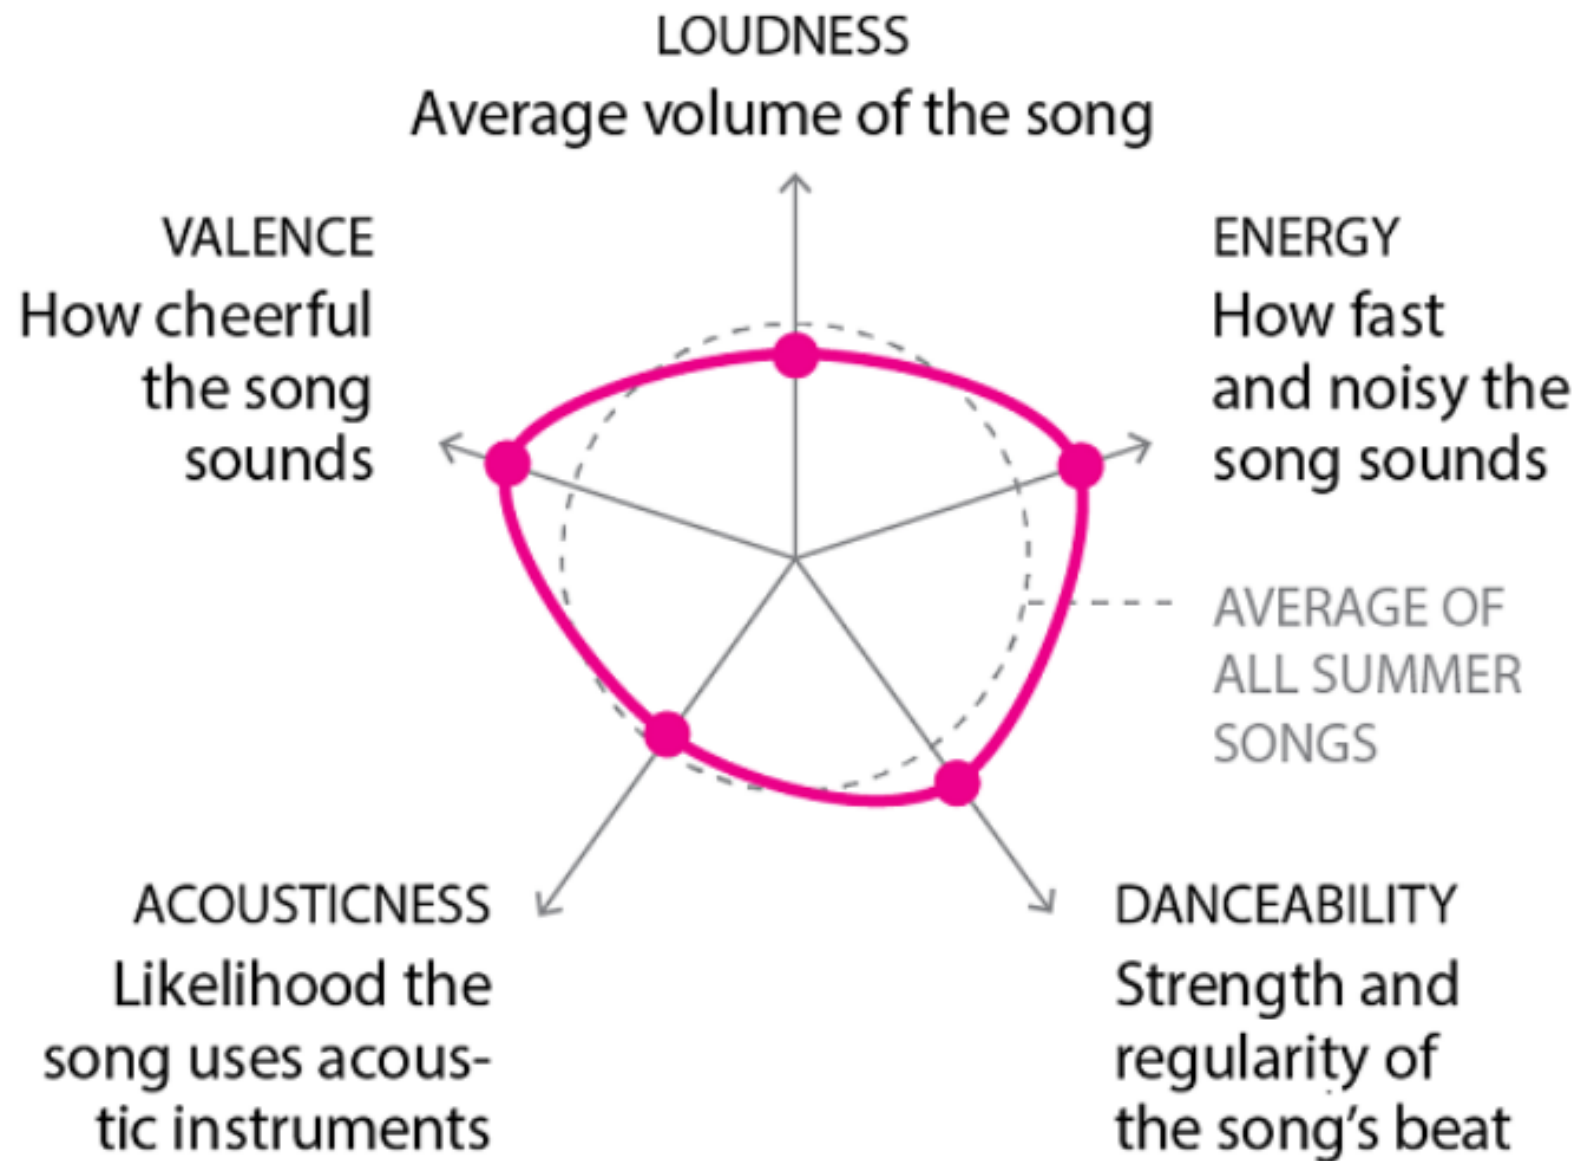 LOUDNESS
Average volume of the song
VALENCE
How cheerful
the song
sounds
ENERGY
How fast
and noisy the
song sounds
AVERAGE OF
ALL SUMMER
SONGS
ACOUSTICNESS
Likelihood the
song uses acous-
tic instruments
DANCEABILITY
Strength and
regularity of
the song’s beat